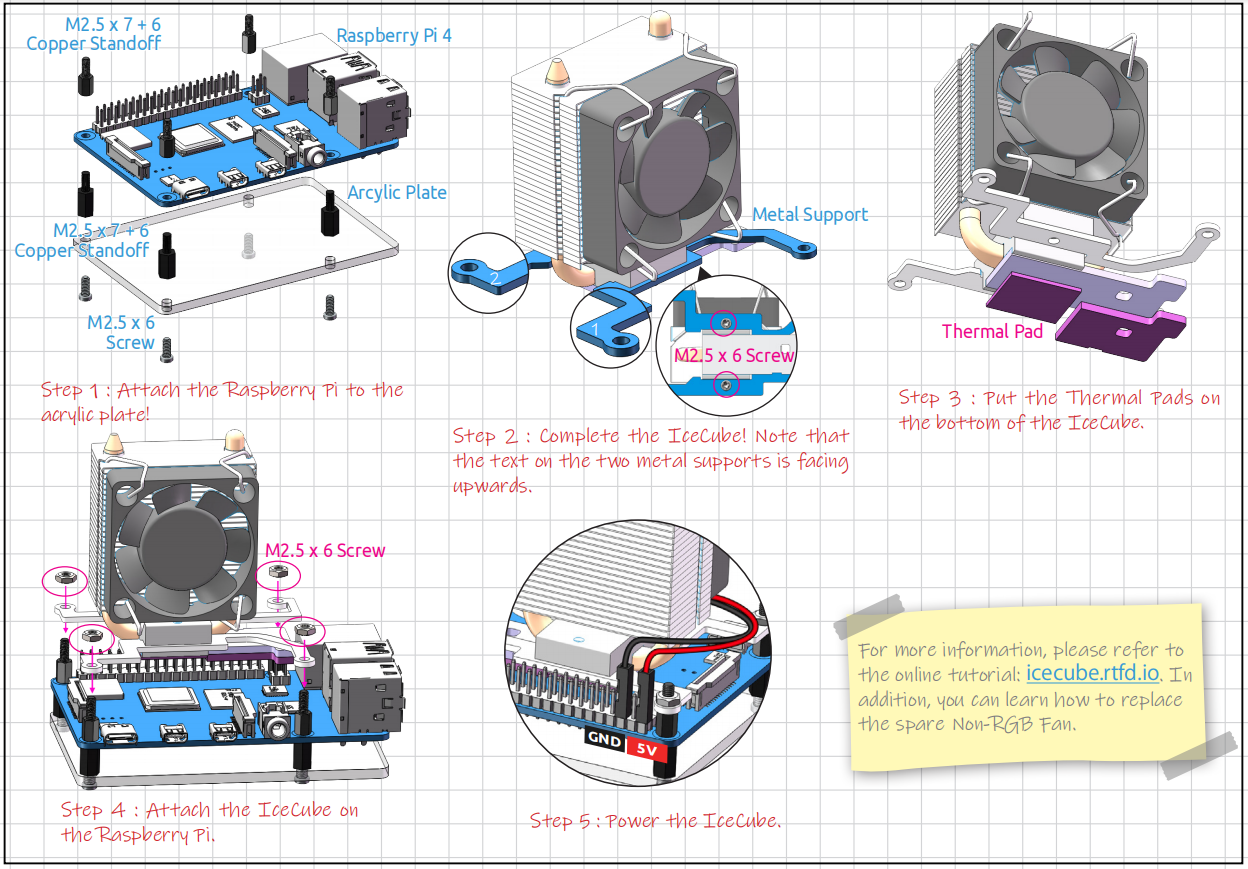 M2.5 x 7 + 6
Copper Standoff
Raspberry Pi 4
Arcylic Plate
M2.5 x 7 + 6
Copper Standoff
M2.5 x 6
Screw
Step 1 : Attach the Raspberry Pi to the
acrylic plate!
Metal Support
2
1
M2.5 x 6 Screw
Step 2 : Complete the IceCube! Note that
the text on the two metal supports is facing
upwards.
Thermal Pad
Step 3 : Put the Thermal Pads on
the bottom of the IceCube.
M2.5 x 6 Screw
Step 4 : Attach the IceCube on
the Raspberry Pi.
GND 5V
Step 5 : Power the IceCube.
For more information, please refer to
the online tutorial: icecube.rtfd.io. In
addition, you can learn how to replace
the spare Non-RGB Fan.